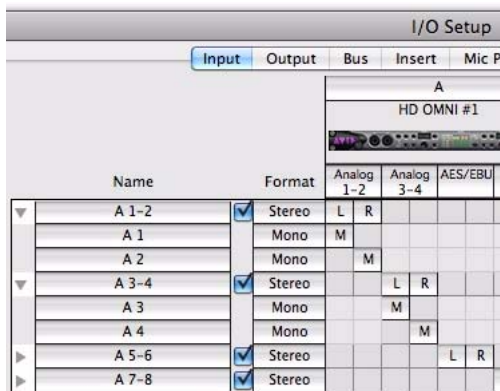 I/O Setup
Input Output Bus Insert Mic P
A
HD OMNI #1
AVID
Name Format Analog 1-2 Analog 3-4 AES/EBU
A 1-2 Stereo L R
A 1 Mono M
A 2 Mono M
A 3-4 Stereo L R
A 3 Mono M
A 4 Mono M
A 5-6 Stereo L R
A 7-8 Stereo